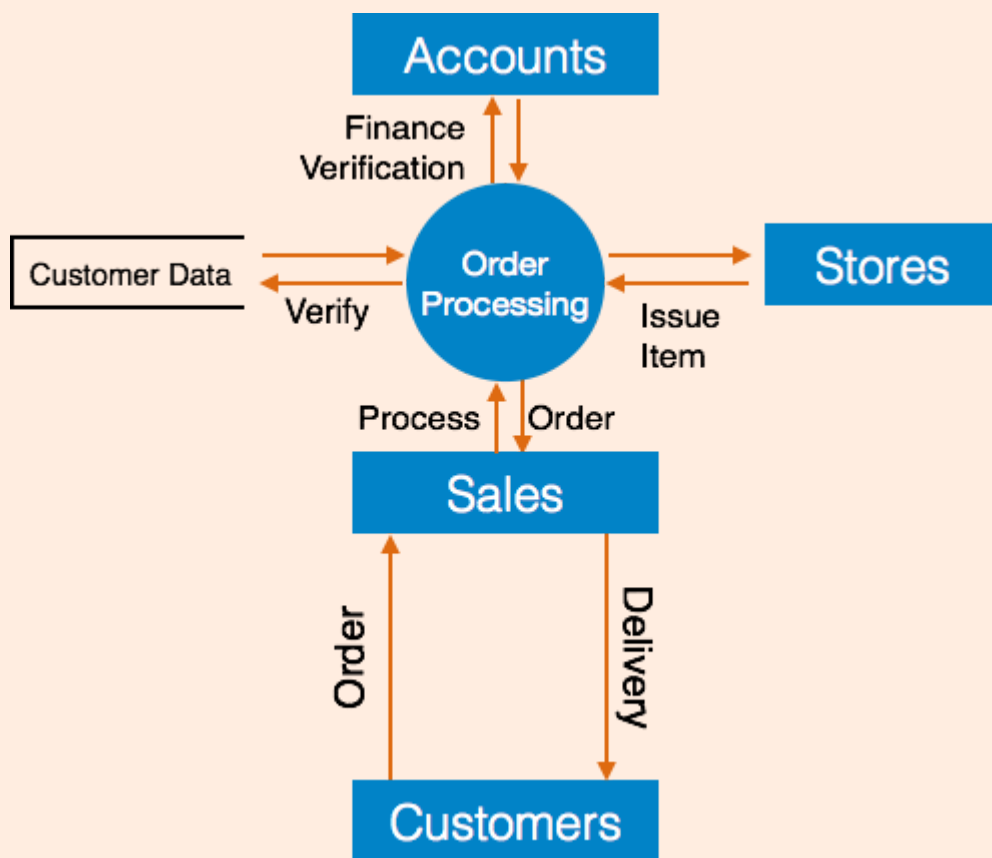 Accounts
Finance
Verification
Customer Data
Order
Processing
Stores
Verify
Issue
Item
Process
Order
Sales
Order
Delivery
Customers